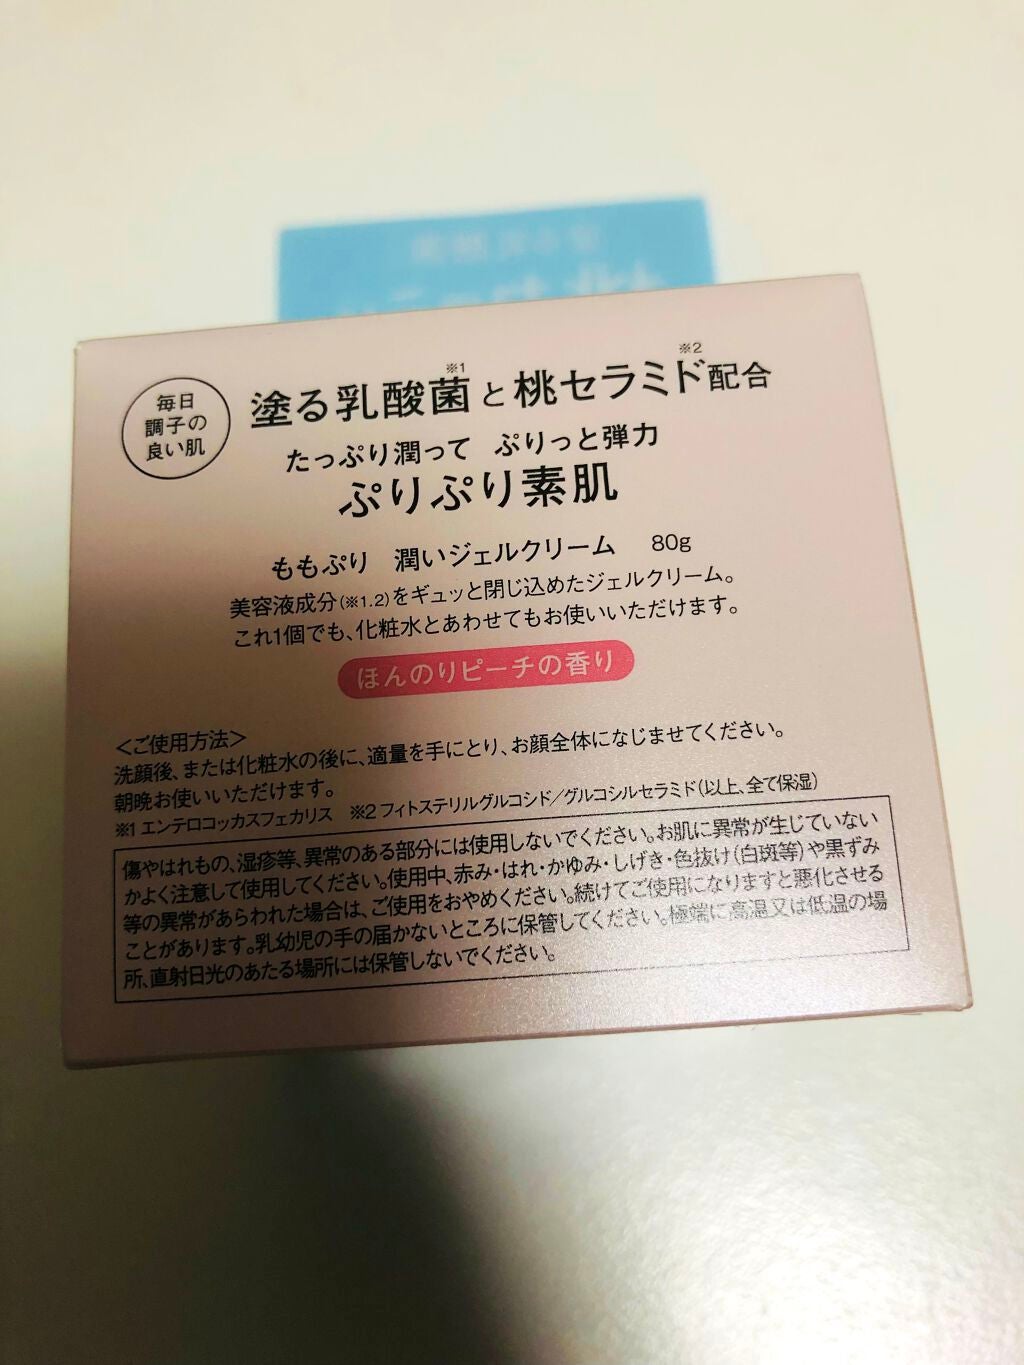 毎日
調子の
良い肌
塗る乳酸菌※1と桃セラミド※2配合
たっぷり潤って ぷりっと弾力
ぷりぷり素肌
ももぷり 潤いジェルクリーム 80g
美容液成分(※1.2)をギュッと閉じ込めたジェルクリーム。
これ1個でも、化粧水とあわせてもお使いいただけます。
ほんのりピーチの香り
＜ご使用方法＞
洗顔後、または化粧水の後に、適量を手にとり、お顔全体になじませてください。
朝晩お使いいただけます。
※1 エンテロコッカスフェカリス ※2 フィトステリルグルコシド／グルコシルセラミド(以上、全て保湿)
傷やはれもの、湿疹等、異常のある部分には使用しないでください。お肌に異常が生じていない
かよく注意して使用してください。使用中、赤み・はれ・かゆみ・しげき・色抜け(白斑等)や黒ずみ
等の異常があらわれた場合は、ご使用をおやめください。続けてご使用になりますと悪化させる
ことがあります。乳幼児の手の届かないところに保管してください。極端に高温又は低温の場
所、直射日光のあたる場所には保管しないでください。